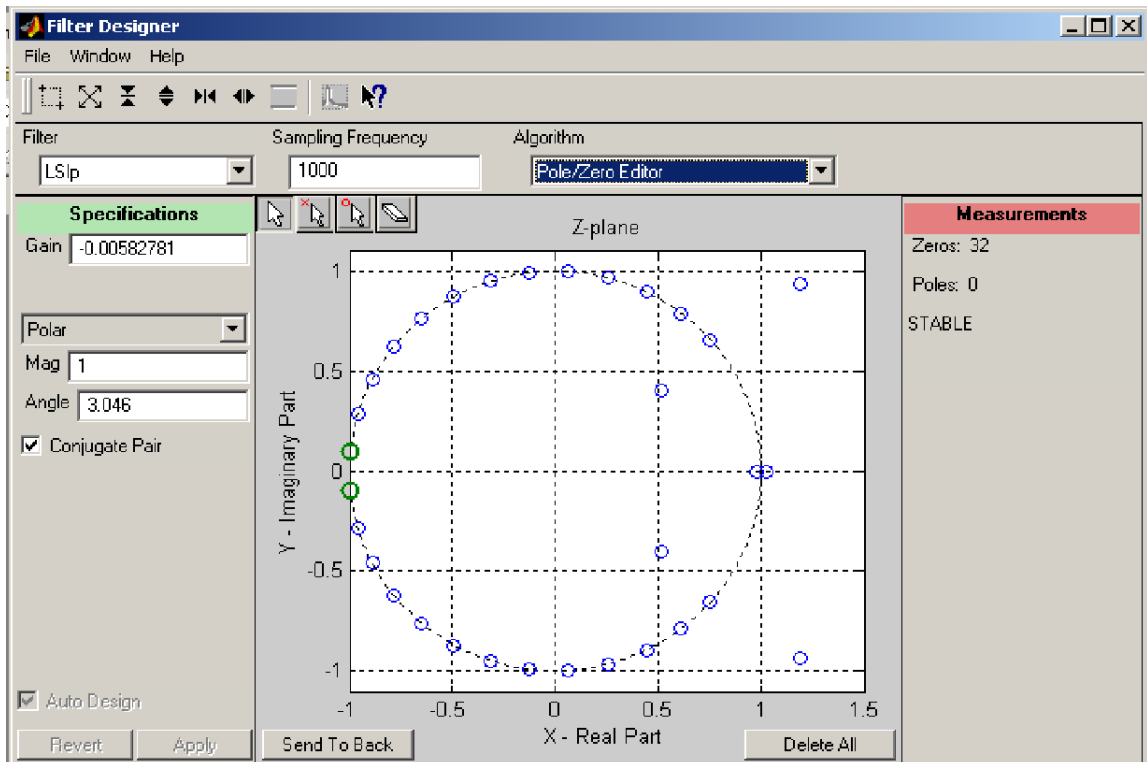 Filter Designer
File Window Help
Filter
Sampling Frequency
Algorithm
LSlp
1000
Pole/Zero Editor
Specifications
Gain -0.00582781
Polar
Mag 1
Angle 3.046
Conjugate Pair
Auto Design
Revert Apply
Z-plane
Y - Imaginary Part
1
0.5
0
-0.5
-1
-1 -0.5 0 0.5 1 1.5
X - Real Part
Send To Back
Delete All
Measurements
Zeros: 32
Poles: 0
STABLE